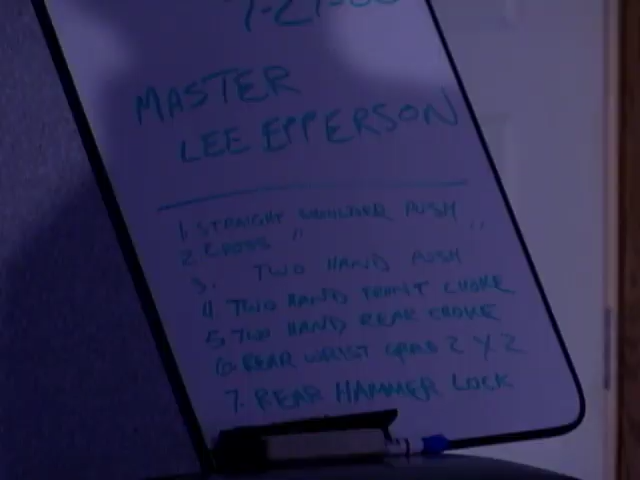 MASTER
LEE EPPERSON
1. STRAIGHT SHOULDER PUSH
2. CROSS " "
3. TWO HAND PUSH
4 TWO HAND FRONT CHOKE
5 TWO HAND REAR CHOKE
6. REAR WRIST GRAB 2 X 2
7. REAR HAMMER LOCK